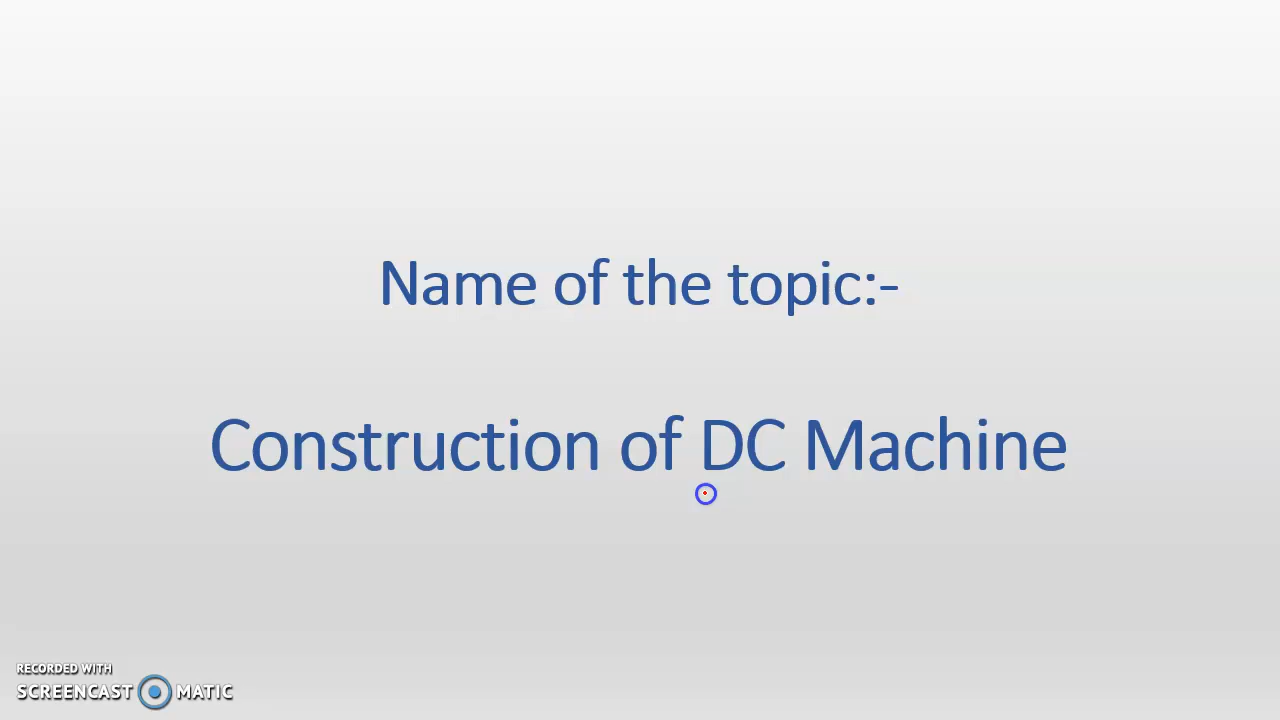 Name of the topic:-
Construction of DC Machine
RECORDED WITH
SCREENCAST MATIC